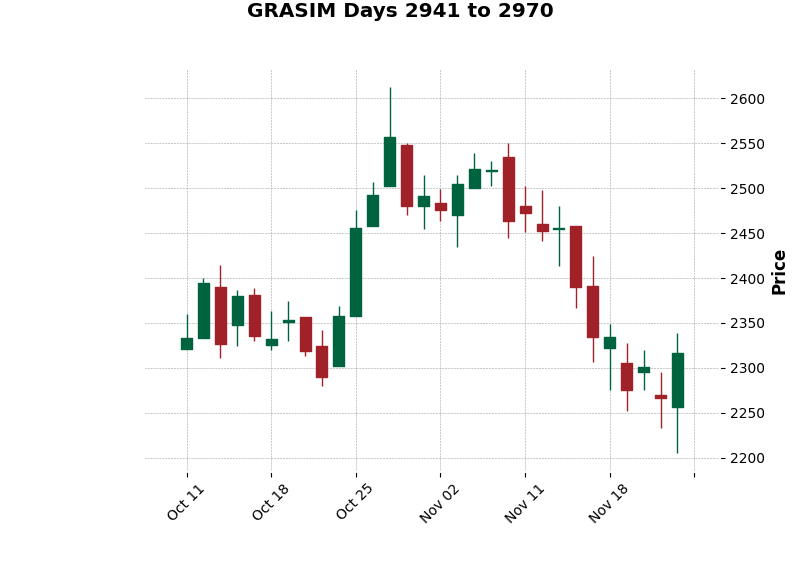 GRASIM Days 2941 to 2970
2600
2550
2500
2450
2400
2350
2300
2250
2200
Price
Oct 11
Oct 18
Oct 25
Nov 02
Nov 11
Nov 18